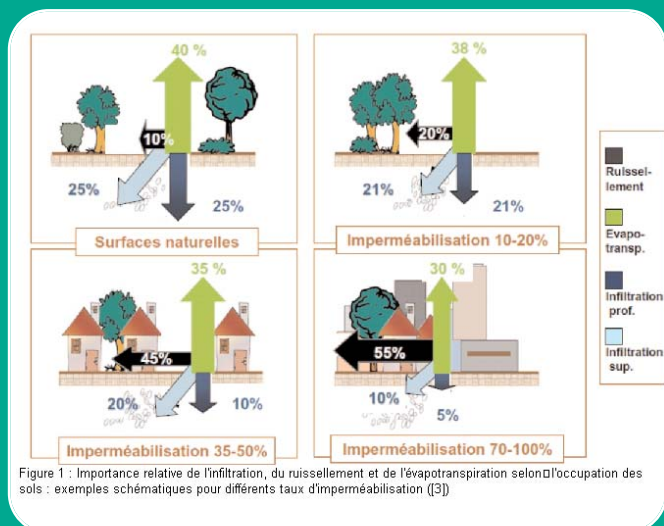 40 %
10%
25%
25%
Surfaces naturelles
38 %
20%
21%
21%
Imperméabilisation 10-20%
Ruissel-
lement
Evapo-
transp.
Infiltration
prof.
Infiltration
sup.
35 %
45%
20%
10%
Imperméabilisation 35-50%
30 %
55%
10%
5%
Imperméabilisation 70-100%
Figure 1 : Importance relative de l'infiltration, du ruissellement et de l'évapotranspiration selon□l'occupation des
sols : exemples schématiques pour différents taux d'imperméabilisation ([3])